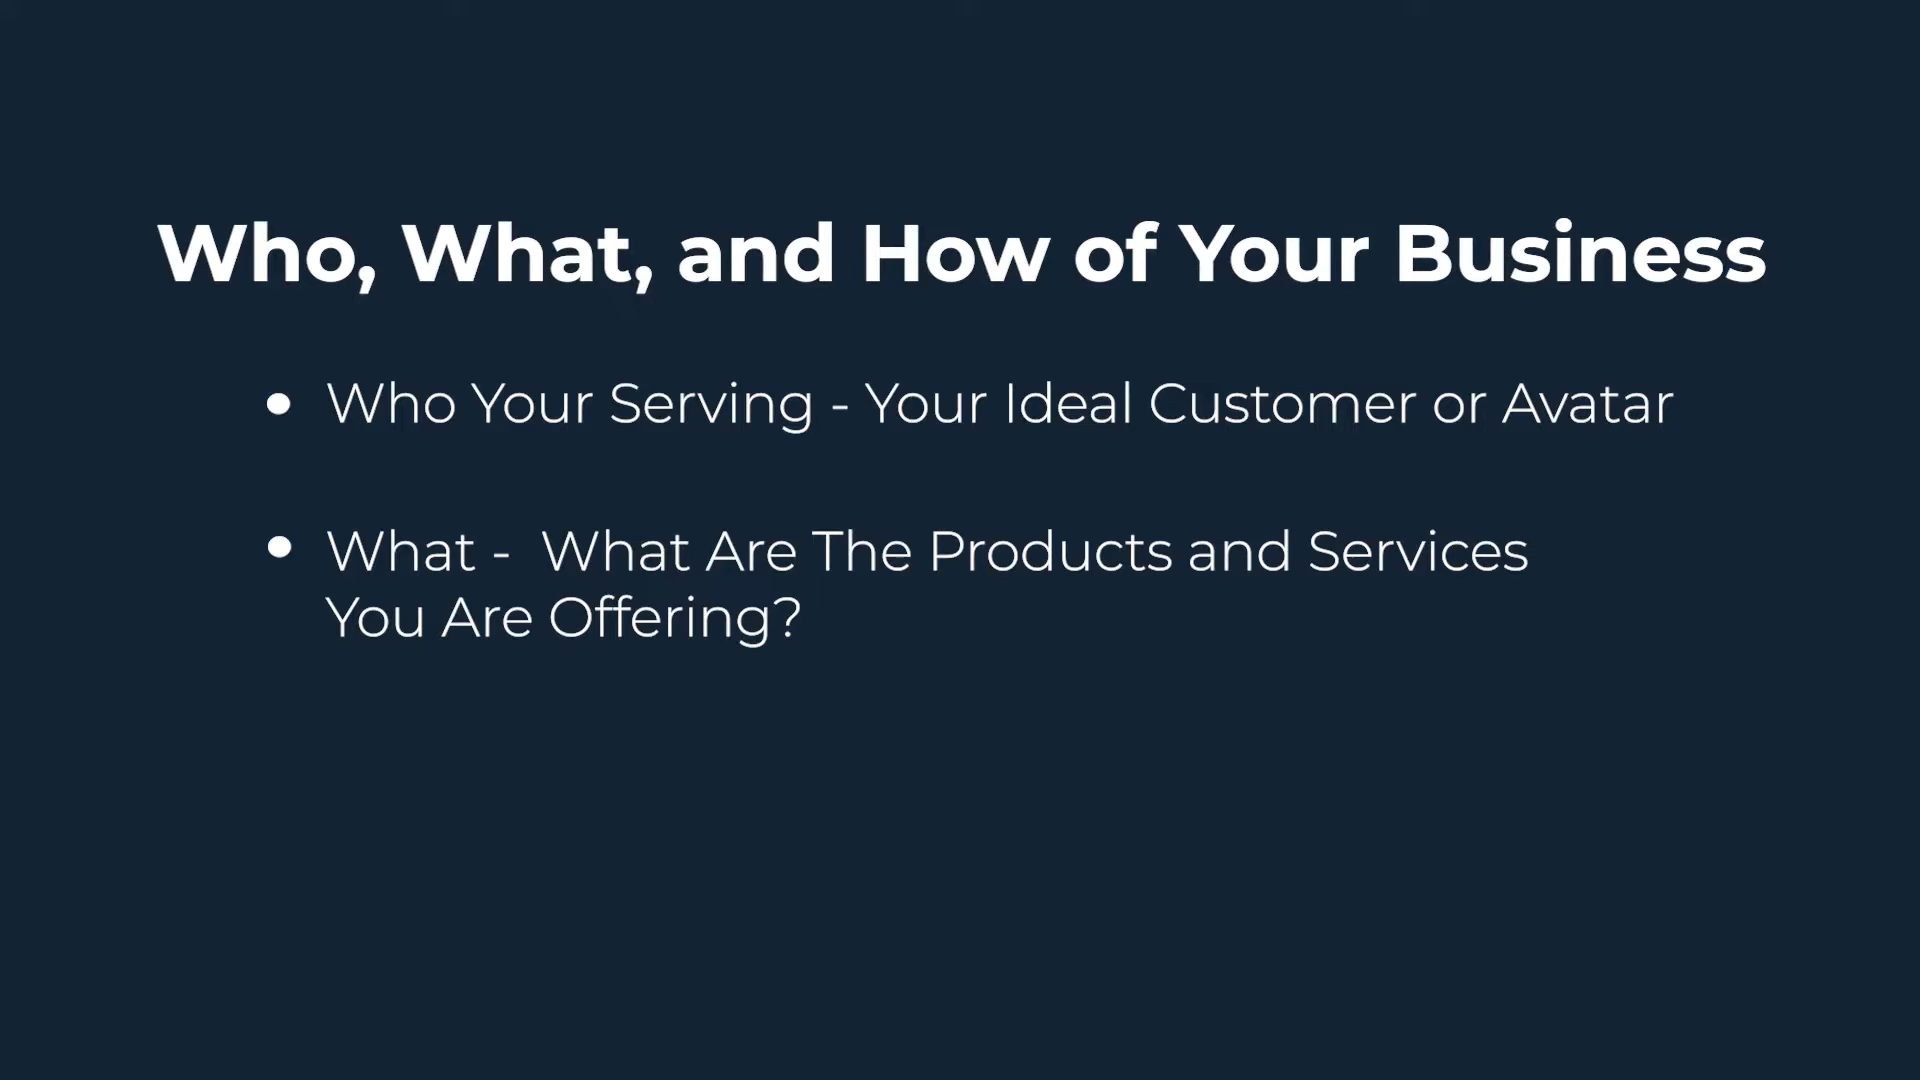 Who, What, and How of Your Business
• Who Your Serving - Your Ideal Customer or Avatar
• What -  What Are The Products and Services
You Are Offering?